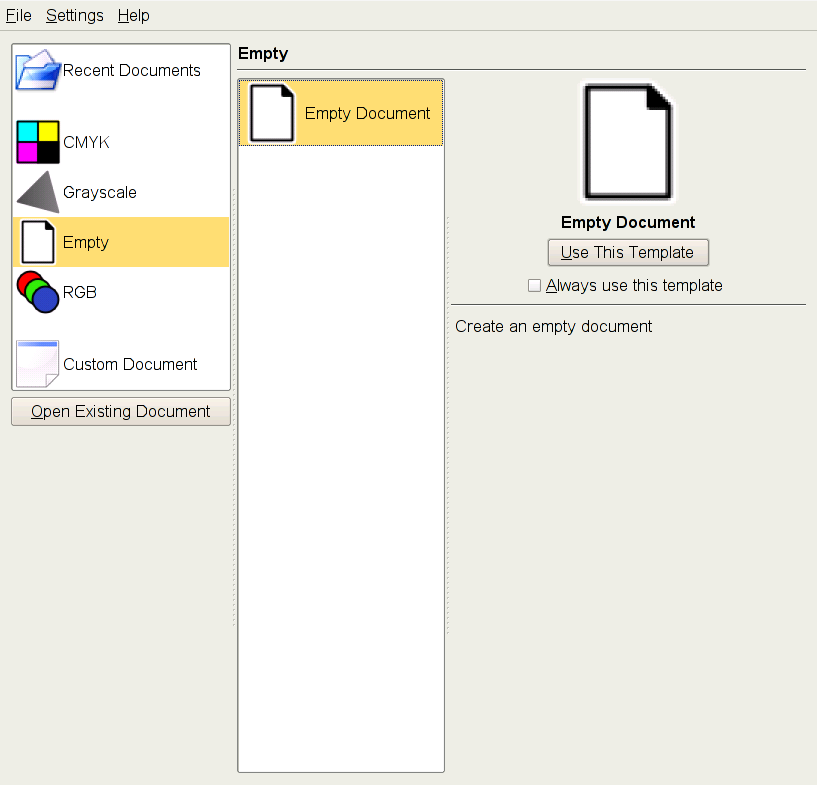 File Settings Help
Recent Documents
CMYK
Grayscale
Empty
RGB
Custom Document
Open Existing Document
Empty
Empty Document
Empty Document
Use This Template
Always use this template
Create an empty document